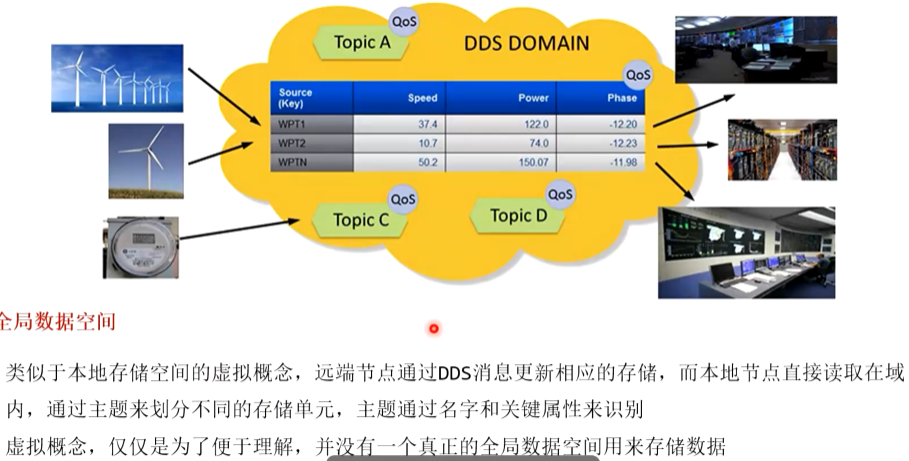 QoS
Topic A
DDS DOMAIN
QoS
Source (Key) Speed Power Phase
WPT1 37.4 122.0 -12.20
WPT2 10.7 74.0 -12.23
WPTN 50.2 150.07 -11.98
QoS
Topic C
QoS
Topic D
全局数据空间
类似于本地存储空间的虚拟概念，远端节点通过DDS消息更新相应的存储，而本地节点直接读取在域
内，通过主题来划分不同的存储单元，主题通过名字和关键属性来识别
虚拟概念，仅仅是为了便于理解，并没有一个真正的全局数据空间用来存储数据